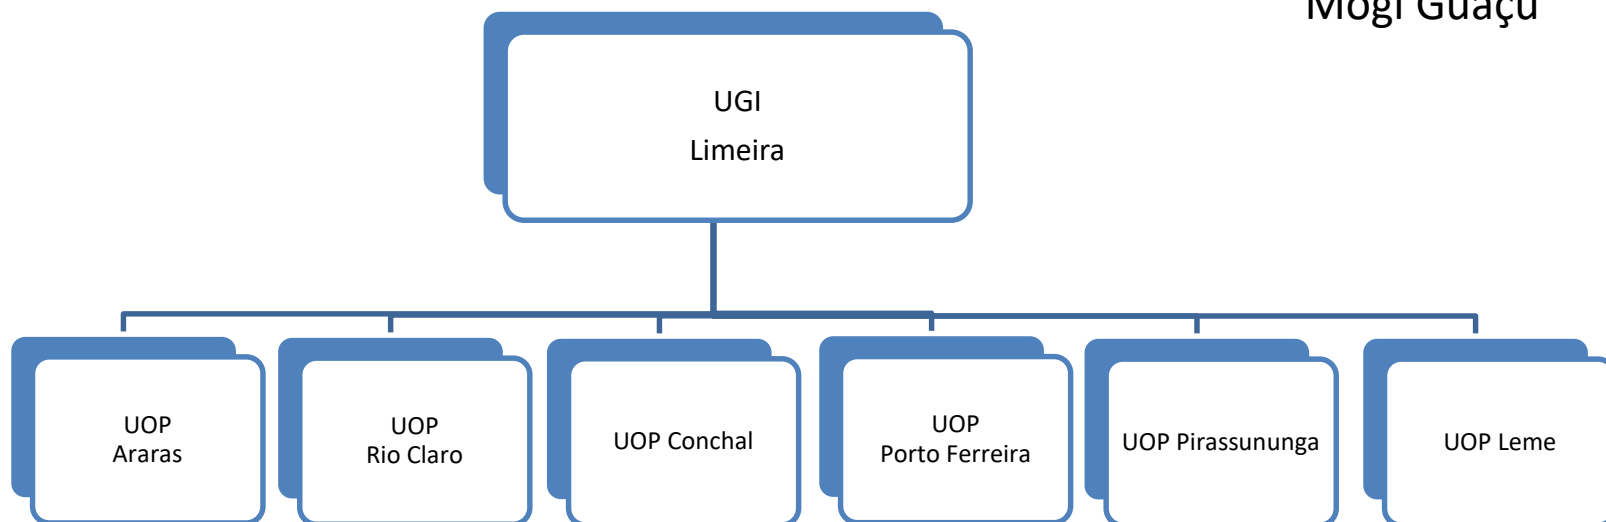 Mogi Guaçu
UGI
Limeira
UOP
Araras
UOP
Rio Claro
UOP Conchal
UOP
Porto Ferreira
UOP Pirassununga
UOP Leme